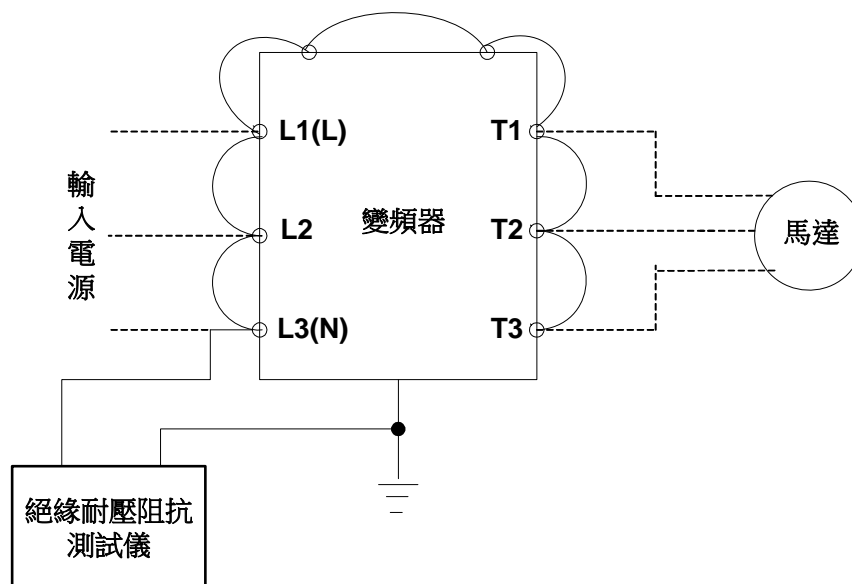 L1(L)
T1
輸入電源
L2
變頻器
T2
馬達
L3(N)
T3
絕緣耐壓阻抗
測試儀